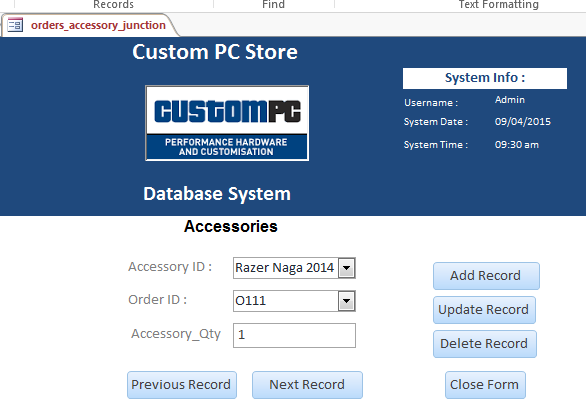 Records Find Text Formatting
orders_accessory_junction
Custom PC Store
System Info :
Username : Admin
System Date : 09/04/2015
System Time : 09:30 am
CUSTOMPC
PERFORMANCE HARDWARE
AND CUSTOMISATION
Database System
Accessories
Accessory ID : Razer Naga 2014
Order ID : O111
Accessory_Qty 1
Add Record
Update Record
Delete Record
Previous Record Next Record Close Form